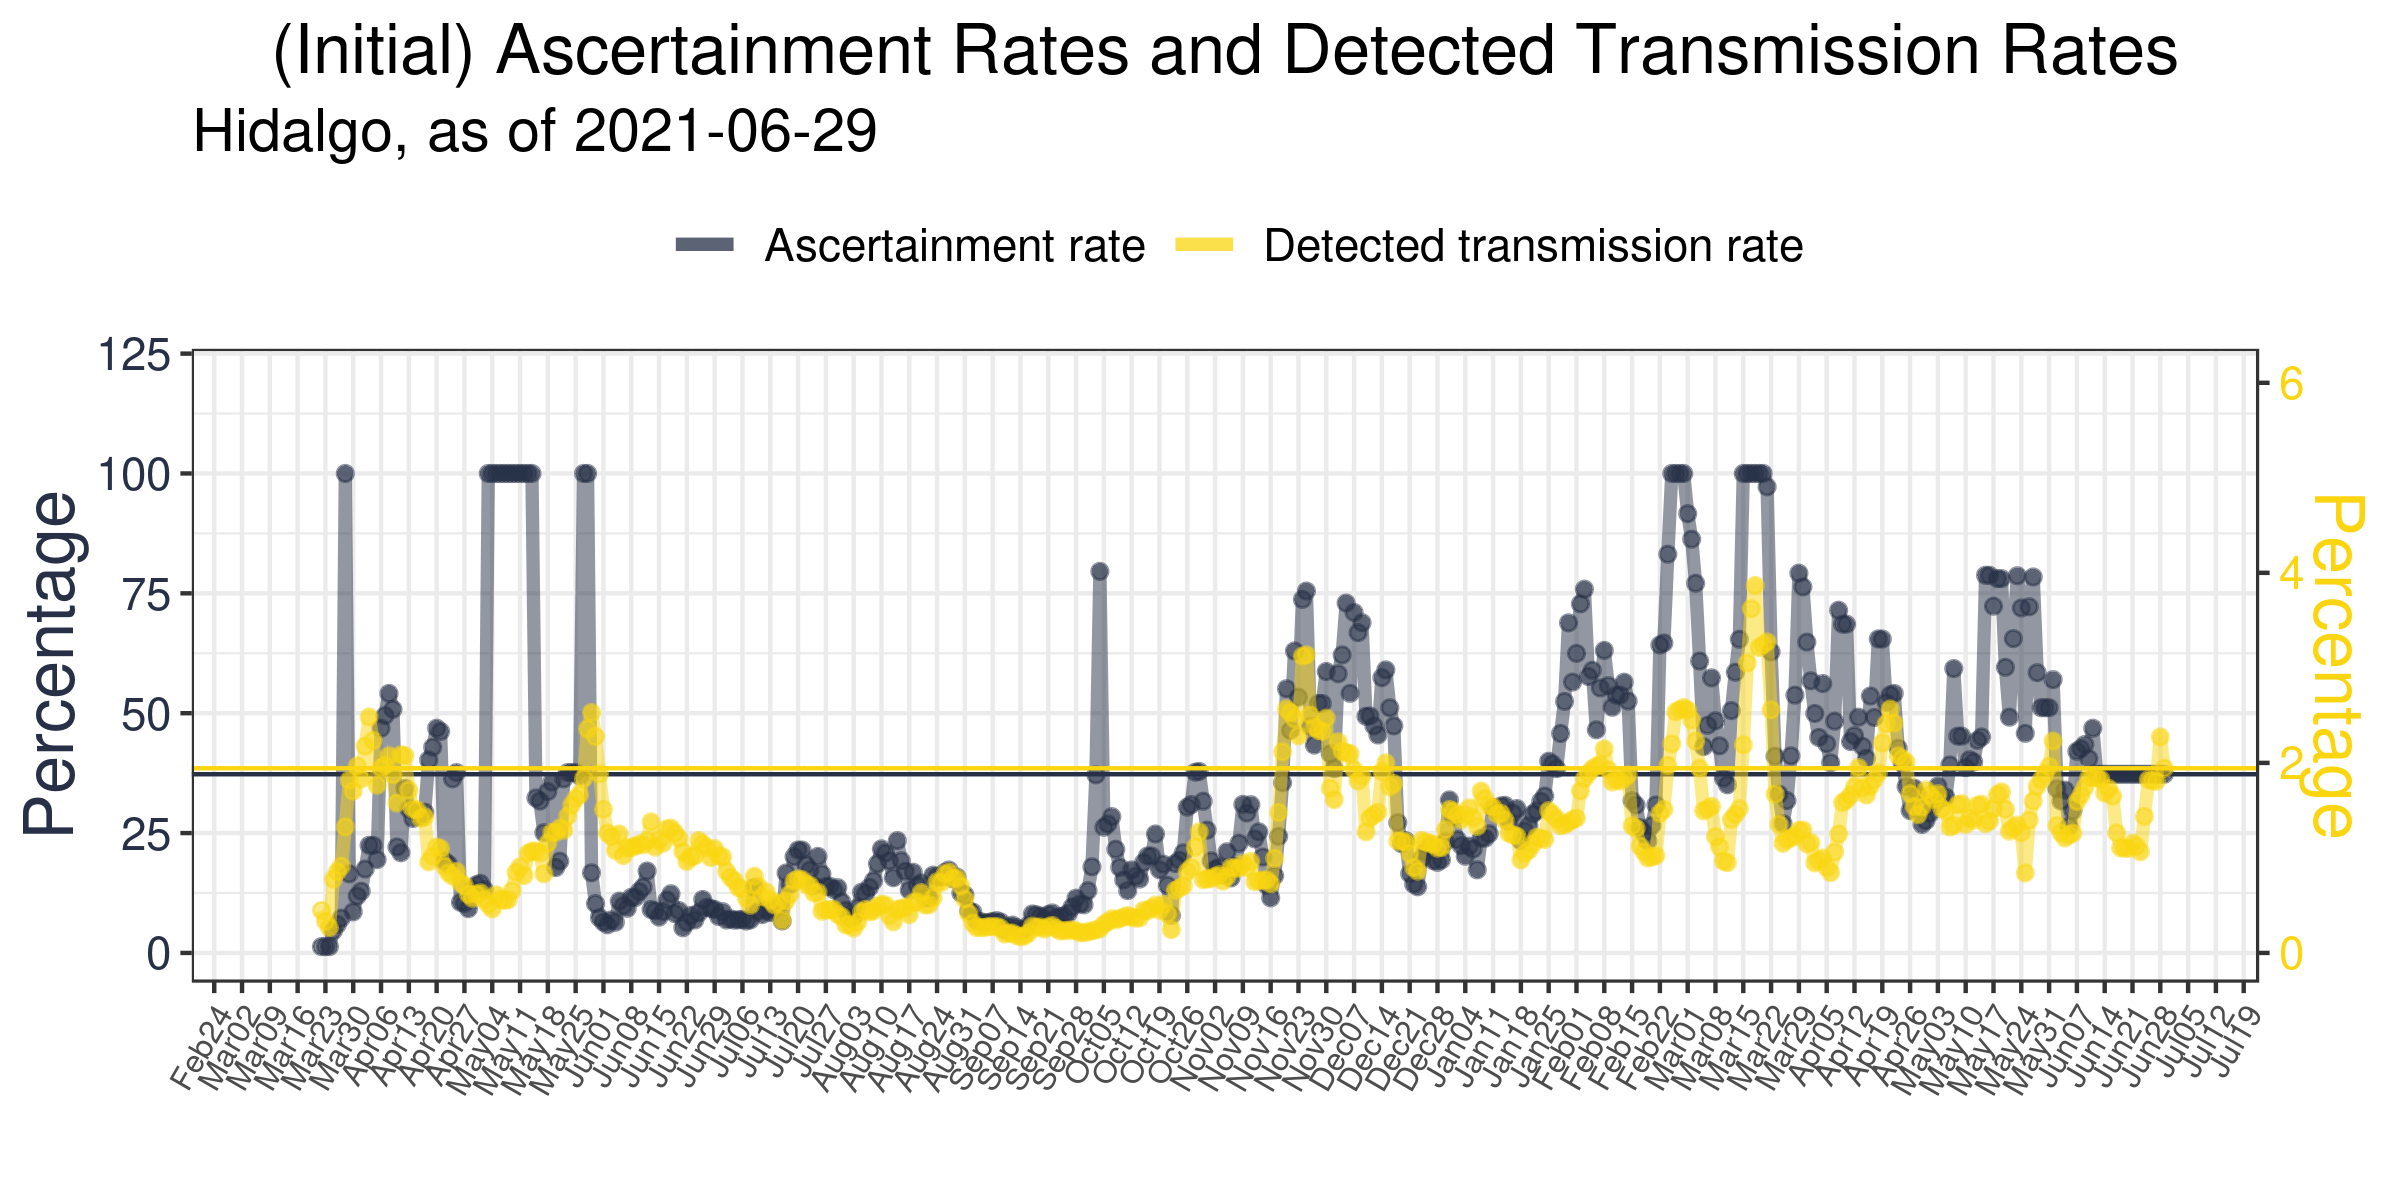 (Initial) Ascertainment Rates and Detected Transmission Rates
Hidalgo, as of 2021-06-29
Ascertainment rate Detected transmission rate
125
100
75
50
25
0
Percentage
6
4
2
0
Percentage
Feb24 Mar02 Mar09 Mar16 Mar23 Mar30 Apr06 Apr13 Apr20 Apr27 May04 May11 May18 May25 Jun01 Jun08 Jun15 Jun22 Jun29 Jul06 Jul13 Jul20 Jul27 Aug03 Aug10 Aug17 Aug24 Aug31 Sep07 Sep14 Sep21 Sep28 Oct05 Oct12 Oct19 Oct26 Nov02 Nov09 Nov16 Nov23 Nov30 Dec07 Dec14 Dec21 Dec28 Jan04 Jan11 Jan18 Jan25 Feb01 Feb08 Feb15 Feb22 Mar01 Mar08 Mar15 Mar22 Mar29 Apr05 Apr12 Apr19 Apr26 May03 May10 May17 May24 May31 Jun07 Jun14 Jun21 Jun28 Jul05 Jul12 Jul19